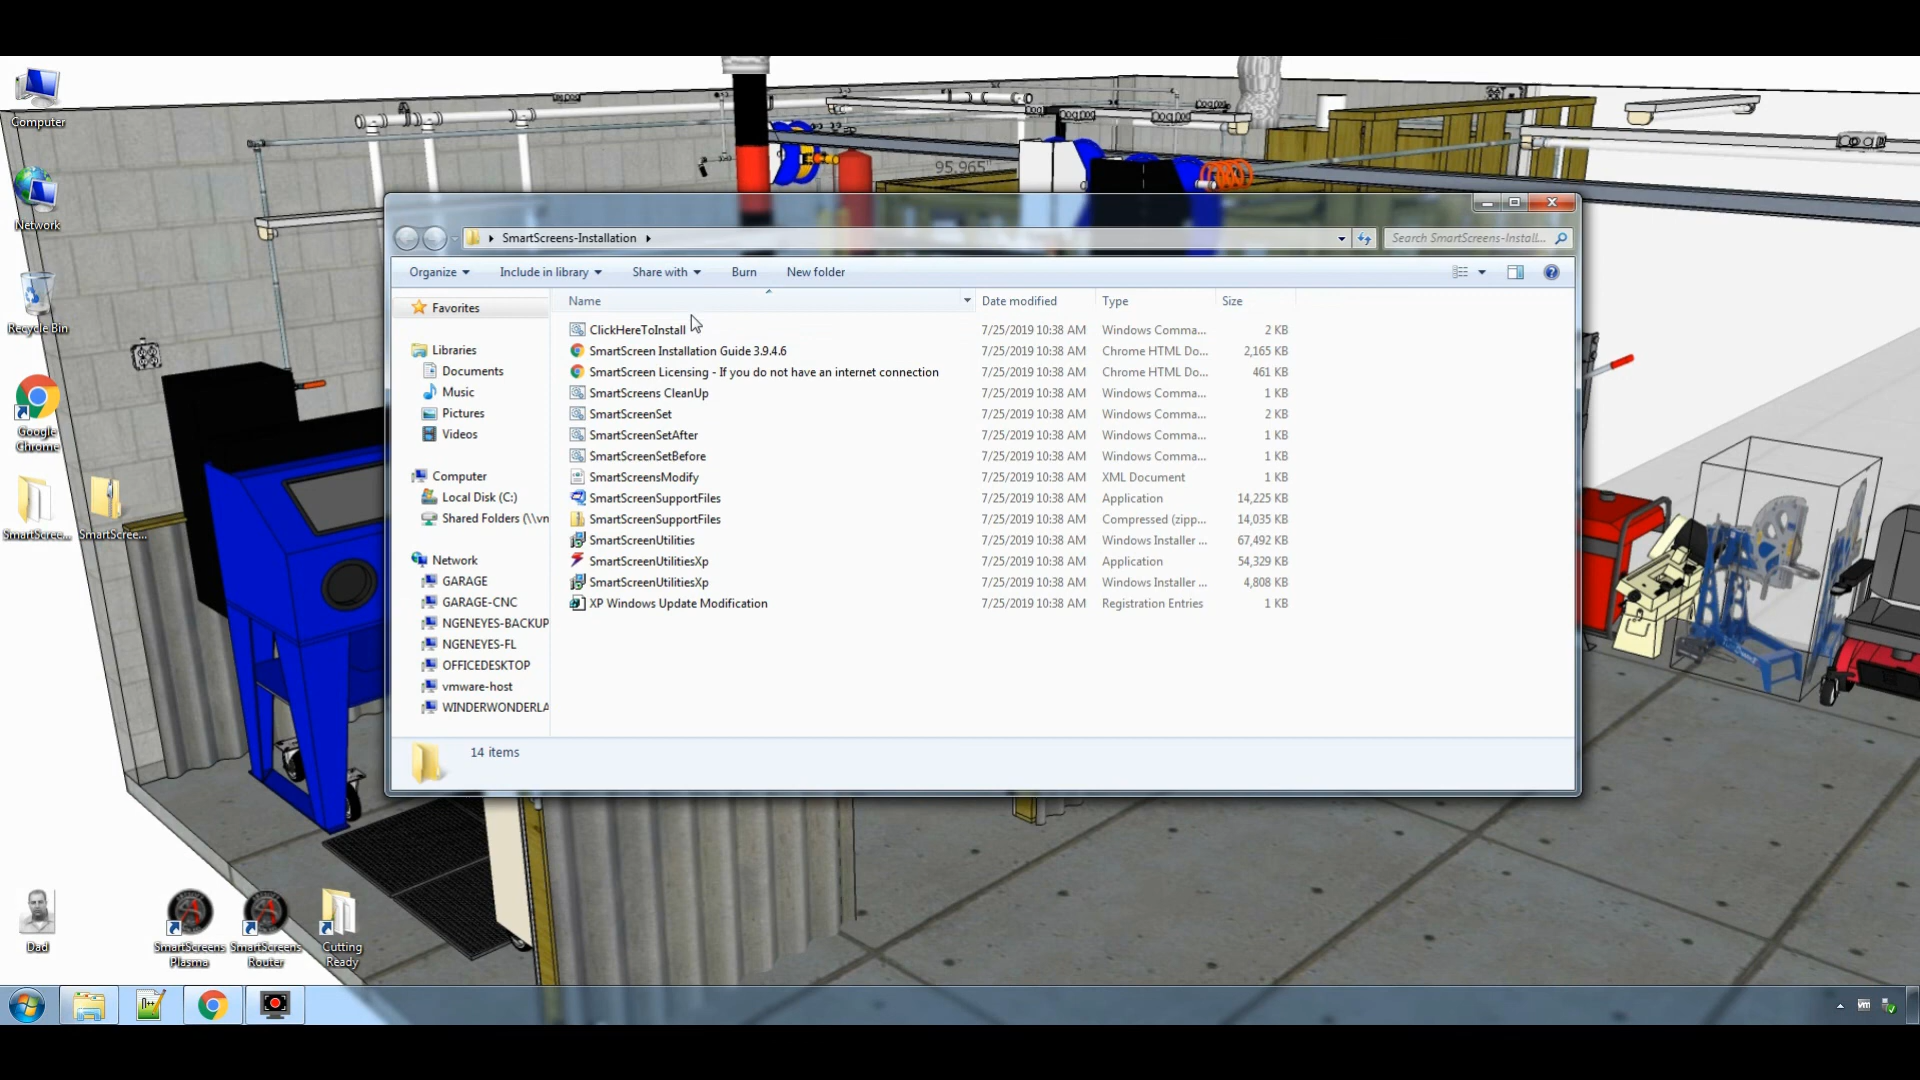 Computer
Network
Recycle Bin
Google
Chrome
SmartScree...
SmartScree...
95.965"
SmartScreens-Installation
Search SmartScreens-Install...
Organize
Include in library
Share with
Burn
New folder
Favorites
Libraries
Documents
Music
Pictures
Videos
Computer
Local Disk (C:)
Shared Folders (\\vn
Network
GARAGE
GARAGE-CNC
NGENEYES-BACKUP
NGENEYES-FL
OFFICEDESKTOP
vmware-host
WINDERWONDERLA
Name Date modified Type Size
ClickHereToInstall 7/25/2019 10:38 AM Windows Comma... 2 KB
SmartScreen Installation Guide 3.9.4.6 7/25/2019 10:38 AM Chrome HTML Do... 2,165 KB
SmartScreen Licensing - If you do not have an internet connection 7/25/2019 10:38 AM Chrome HTML Do... 461 KB
SmartScreens CleanUp 7/25/2019 10:38 AM Windows Comma... 1 KB
SmartScreenSet 7/25/2019 10:38 AM Windows Comma... 2 KB
SmartScreenSetAfter 7/25/2019 10:38 AM Windows Comma... 1 KB
SmartScreenSetBefore 7/25/2019 10:38 AM Windows Comma... 1 KB
SmartScreensModify 7/25/2019 10:38 AM XML Document 1 KB
SmartScreenSupportFiles 7/25/2019 10:38 AM Application 14,225 KB
SmartScreenSupportFiles 7/25/2019 10:38 AM Compressed (zipp... 14,035 KB
SmartScreenUtilities 7/25/2019 10:38 AM Windows Installer ... 67,492 KB
SmartScreenUtilitiesXp 7/25/2019 10:38 AM Application 54,329 KB
SmartScreenUtilitiesXp 7/25/2019 10:38 AM Windows Installer ... 4,808 KB
XP Windows Update Modification 7/25/2019 10:38 AM Registration Entries 1 KB
14 items
Dad
SmartScreens
Plasma
SmartScreens
Router
Cutting
Ready
vm